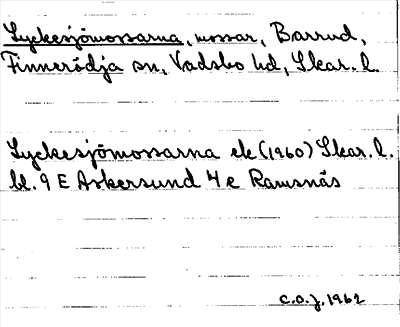 Lyckesjömossarna, mossar, Barrud,
Finnerödja sn, Vadsbo hd, Skar. l.
Lyckesjömossarna ek (1960) Skar. l.
bl. 9 E Askersund 4 e Ramsnäs
C.O.J. 1962